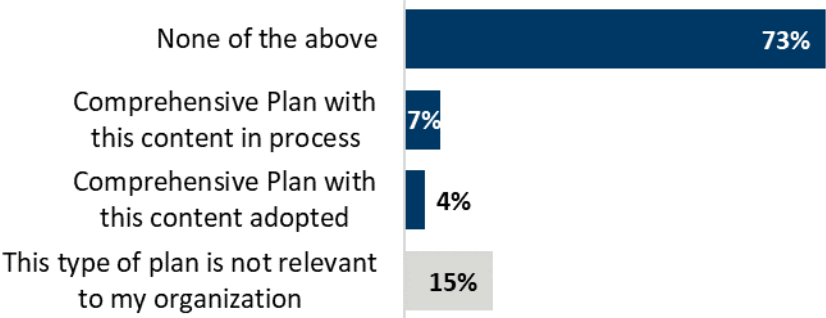 None of the above
73%
Comprehensive Plan with
this content in process
7%
Comprehensive Plan with
this content adopted
4%
This type of plan is not relevant
to my organization
15%